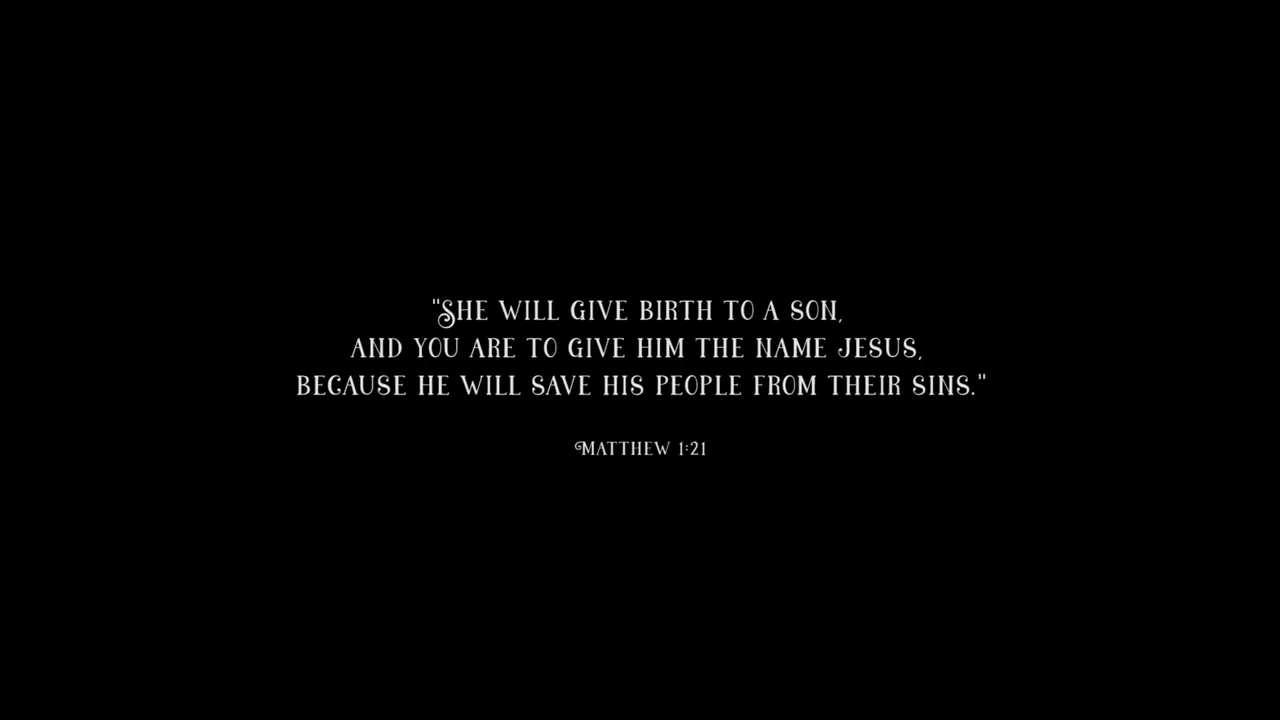 "She will give birth to a son,
and you are to give him the name Jesus,
because he will save his people from their sins."
Matthew 1:21